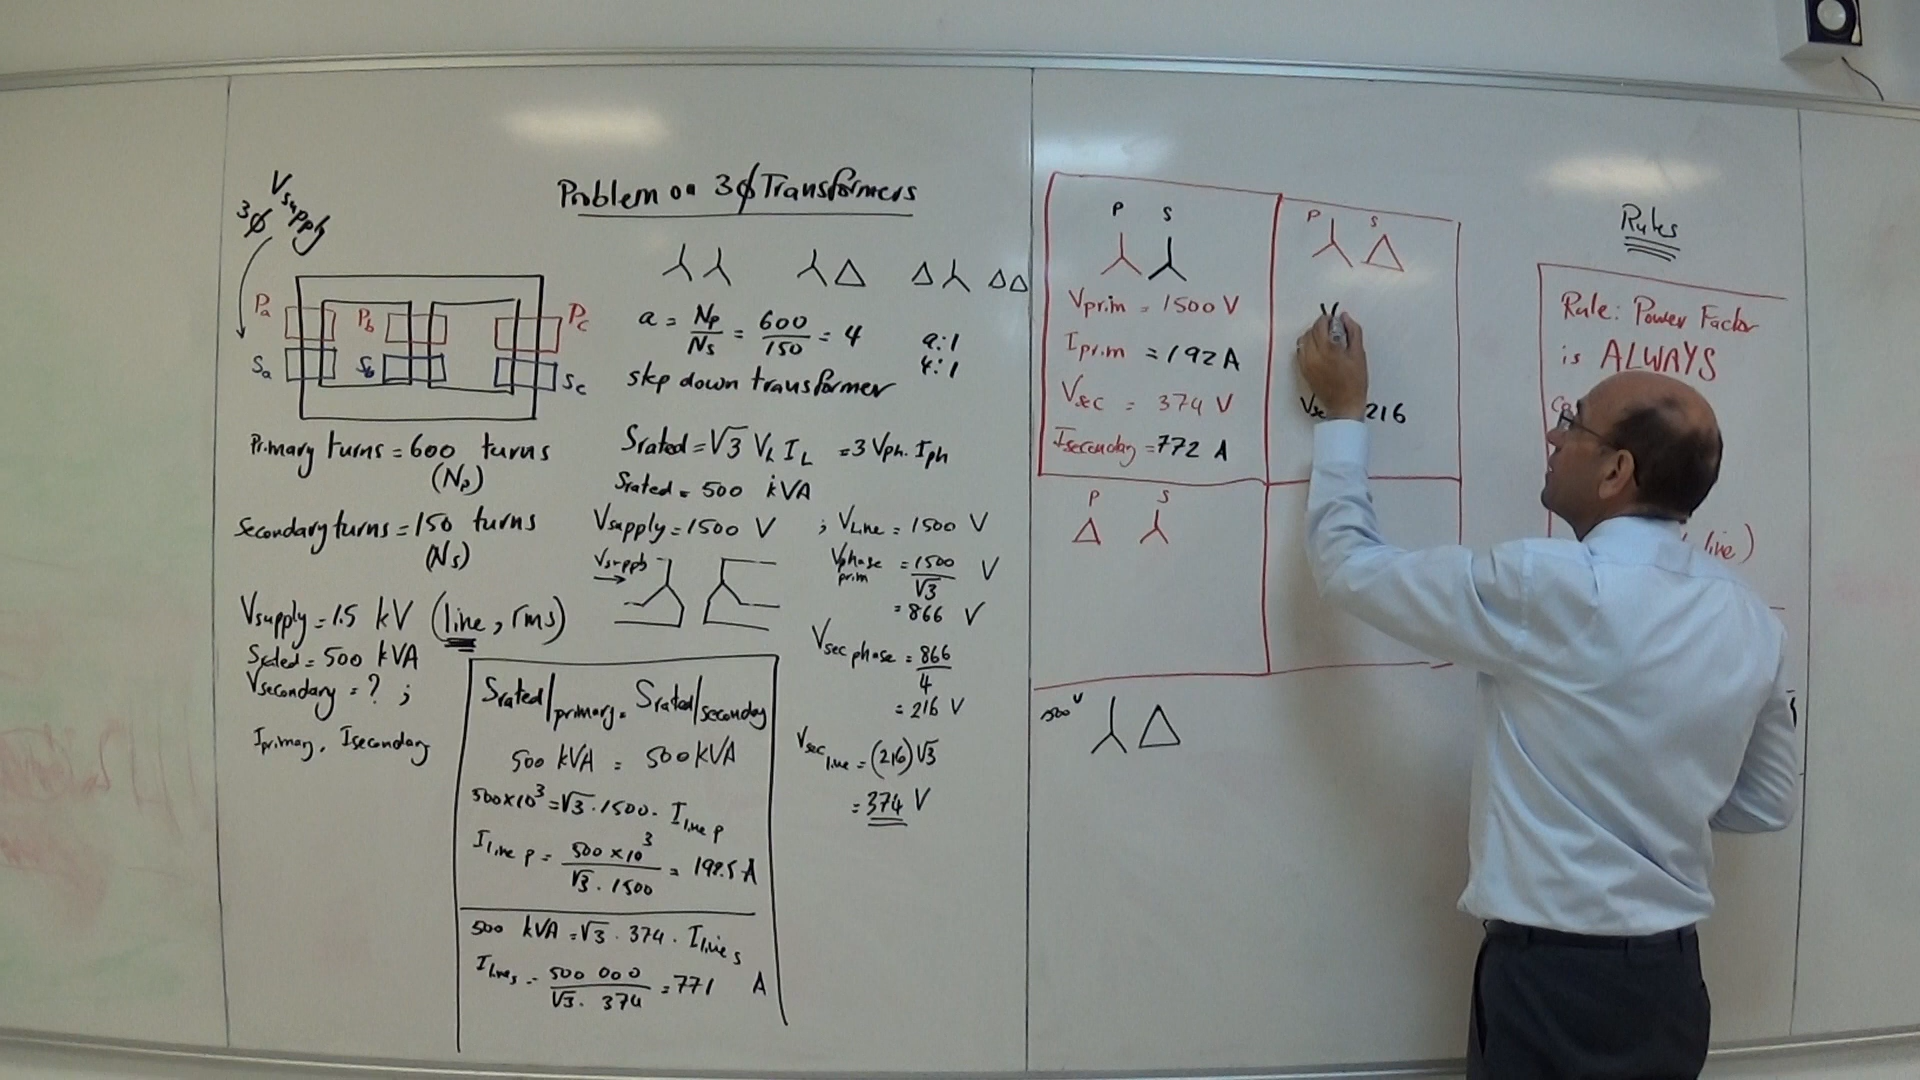 Problem on 3φ Transformers
Vsupply
3φ
Pa Pb Pc
Sa Sb Sc
Primary turns = 600 turns
(Np)
Secondary turns = 150 turns
(Ns)
Vsupply = 1.5 kV (line, rms)
Srated = 500 kVA
Vsecondary = ? ;
Iprimary, Isecondary
Y Y Y Δ Δ Y Δ Δ
a = Np/Ns = 600/150 = 4
a:1
4:1
step down transformer
Srated = √3 VL IL = 3 Vph. Iph
Srated = 500 kVA
Vsupply = 1500 V ; VLine = 1500 V
Vsupply
Vphase prim = 1500/√3 V
= 866 V
Vsec phase = 866/4
= 216 V
Vsec line = (216)√3
= 374 V
Srated/primary = Srated/secondary
500 kVA = 500 kVA
500×10³ = √3 . 1500 . Iline p
Iline p = 500×10³/√3 . 1500 = 192.5 A
500 kVA = √3 . 374 . Iline s
Iline s = 500 000/√3 . 374 = 771 A
P S
Y Y
Vprim = 1500 V
Iprim = 192 A
Vsec = 374 V
Isecondary = 772 A
P S
Y Δ
V
216
P S
Δ Y
1500 V Y Δ
Rules
Rule: Power Factor
is ALWAYS
line)